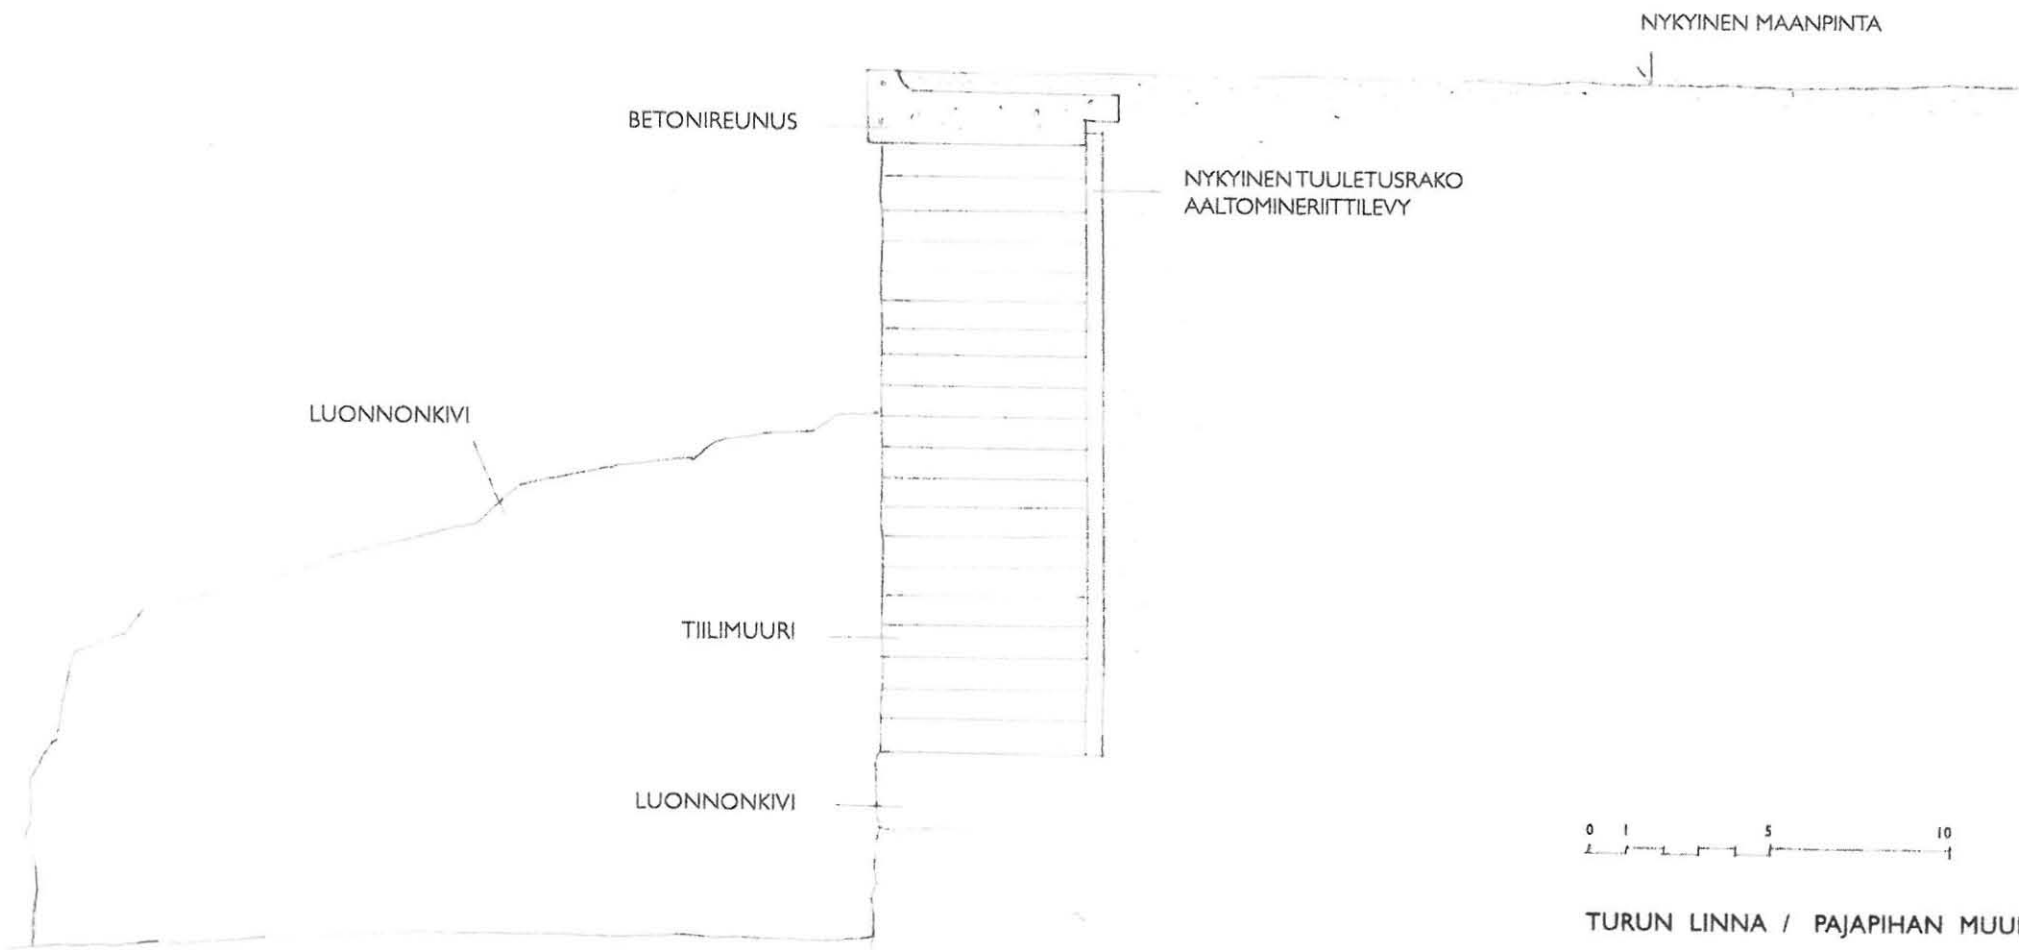 NYKYINEN MAANPINTA
BETONIREUNUS
NYKYINEN TUULETUSRAKO
AALTOMINERIITTILEVY
LUONNONKIVI
TIILIMUURI
LUONNONKIVI
0 1 5 10
TURUN LINNA / PAJAPIHAN